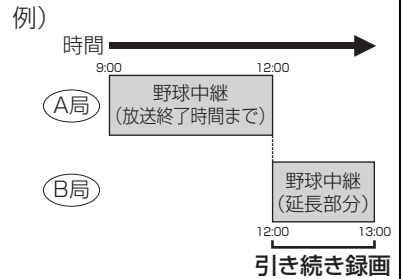 例）
時間
9:00 12:00
A局
野球中継
（放送終了時間まで）
B局
野球中継
（延長部分）
12:00 13:00
引き続き録画